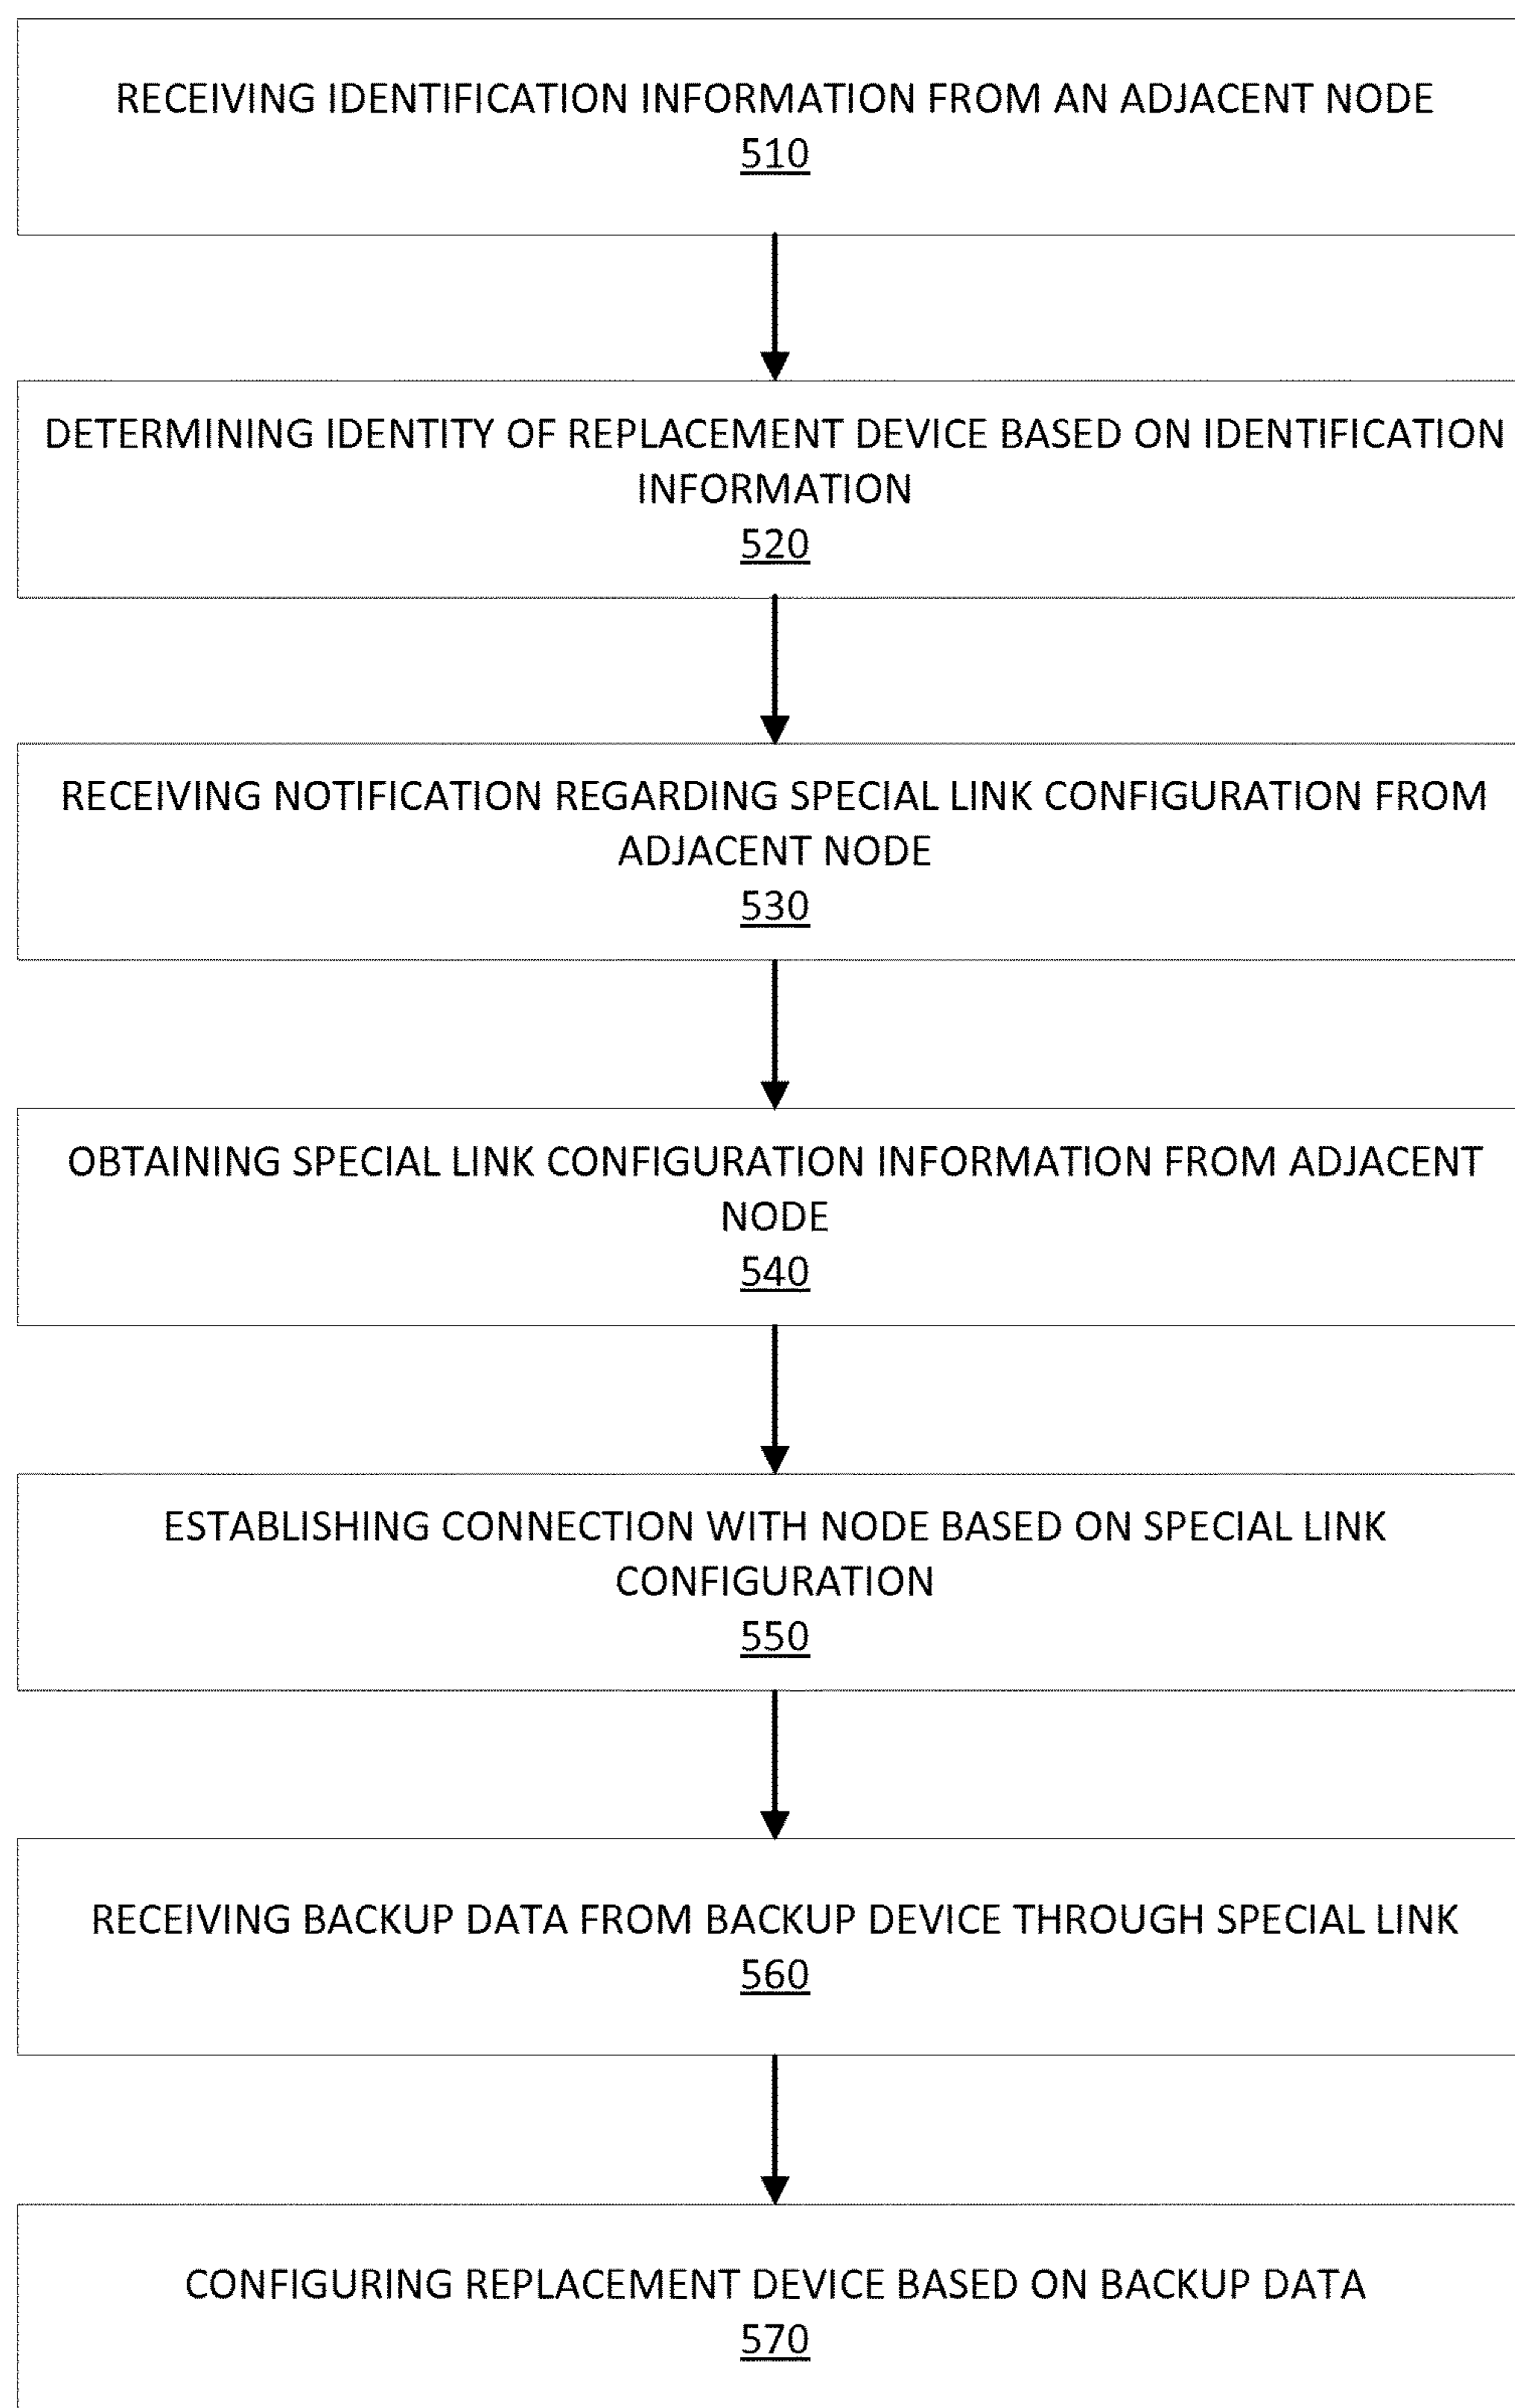 RECEIVING IDENTIFICATION INFORMATION FROM AN ADJACENT NODE
510
DETERMINING IDENTITY OF REPLACEMENT DEVICE BASED ON IDENTIFICATION
INFORMATION
520
RECEIVING NOTIFICATION REGARDING SPECIAL LINK CONFIGURATION FROM
ADJACENT NODE
530
OBTAINING SPECIAL LINK CONFIGURATION INFORMATION FROM ADJACENT
NODE
540
ESTABLISHING CONNECTION WITH NODE BASED ON SPECIAL LINK
CONFIGURATION
550
RECEIVING BACKUP DATA FROM BACKUP DEVICE THROUGH SPECIAL LINK
560
CONFIGURING REPLACEMENT DEVICE BASED ON BACKUP DATA
570